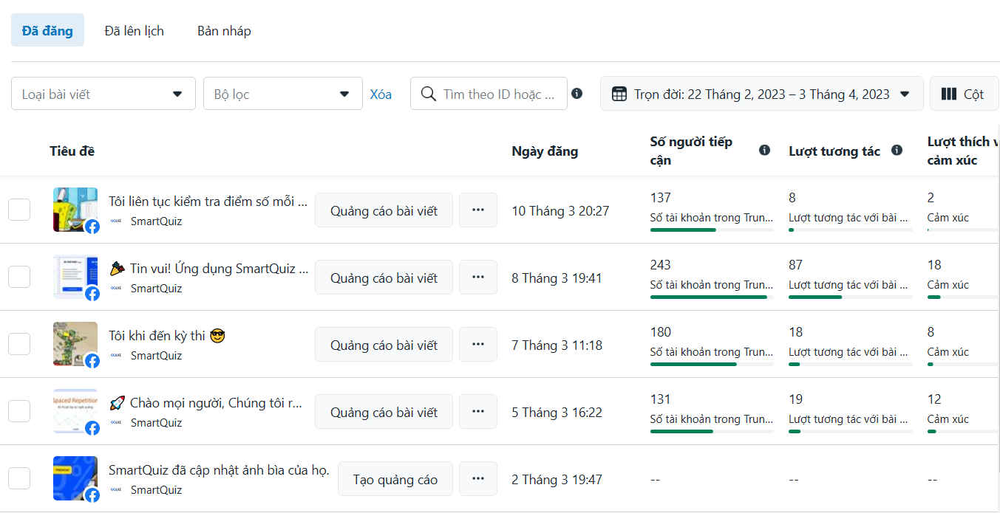 Đã đăng Đã lên lịch Bản nháp
Loại bài viết Bộ lọc Xóa Tìm theo ID hoặc ... Trọn đời: 22 Tháng 2, 2023 – 3 Tháng 4, 2023 Cột
Tiêu đề Ngày đăng Số người tiếp cận Lượt tương tác Lượt thích v
cảm xúc
Tôi liên tục kiểm tra điểm số mỗi ... Quảng cáo bài viết ... 10 Tháng 3 20:27 137 8 2
SmartQuiz Số tài khoản trong Trun... Lượt tương tác với bài ... Cảm xúc
🎉 Tin vui! Ứng dụng SmartQuiz ... Quảng cáo bài viết ... 8 Tháng 3 19:41 243 87 18
SmartQuiz Số tài khoản trong Trun... Lượt tương tác với bài ... Cảm xúc
Tôi khi đến kỳ thi 😎 Quảng cáo bài viết ... 7 Tháng 3 11:18 180 18 8
SmartQuiz Số tài khoản trong Trun... Lượt tương tác với bài ... Cảm xúc
Spaced Repetition
🚀 Chào mọi người, Chúng tôi r... Quảng cáo bài viết ... 5 Tháng 3 16:22 131 19 12
SmartQuiz Số tài khoản trong Trun... Lượt tương tác với bài ... Cảm xúc
PREMIUM
SmartQuiz đã cập nhật ảnh bìa của họ. Tạo quảng cáo ... 2 Tháng 3 19:47 -- -- --
SmartQuiz